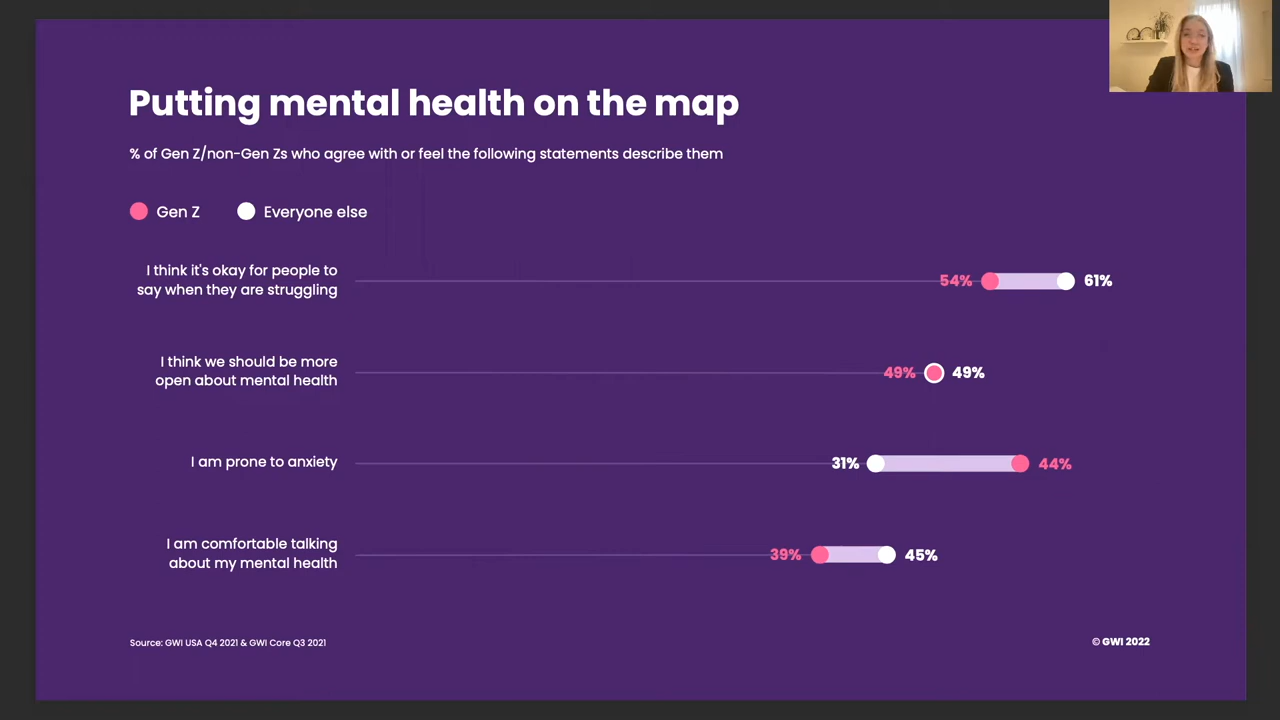 Putting mental health on the map
% of Gen Z/non-Gen Zs who agree with or feel the following statements describe them
Gen Z
Everyone else
I think it's okay for people to
say when they are struggling
54%
61%
I think we should be more
open about mental health
49%
49%
I am prone to anxiety
31%
44%
I am comfortable talking
about my mental health
39%
45%
Source: GWI USA Q4 2021 & GWI Core Q3 2021
© GWI 2022